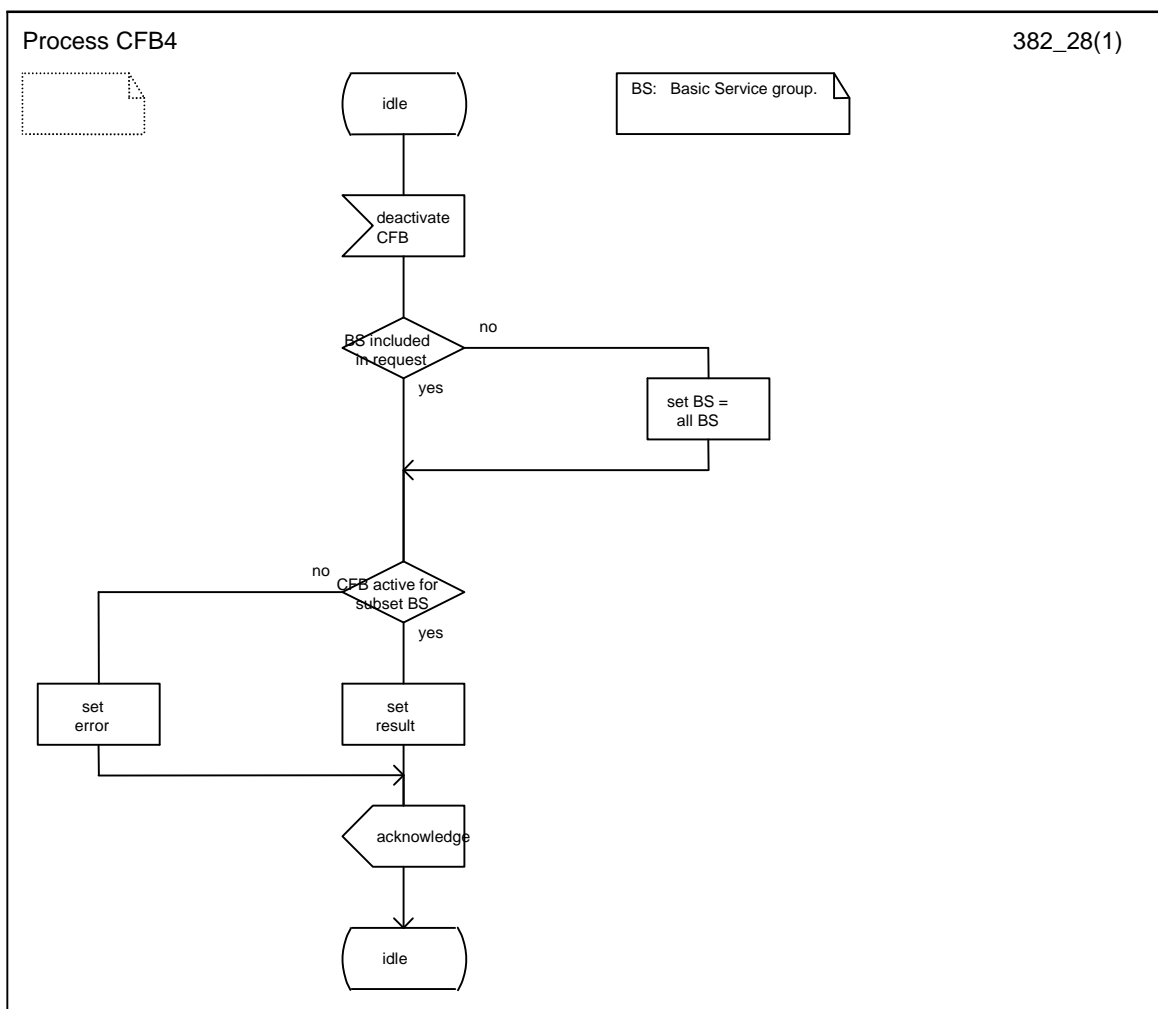 Process CFB4
382_28(1)
idle
BS: Basic Service group.
deactivate
CFB
BS included
in request
no
yes
set BS =
all BS
no
CFB active for
subset BS
yes
set
error
set
result
acknowledge
idle